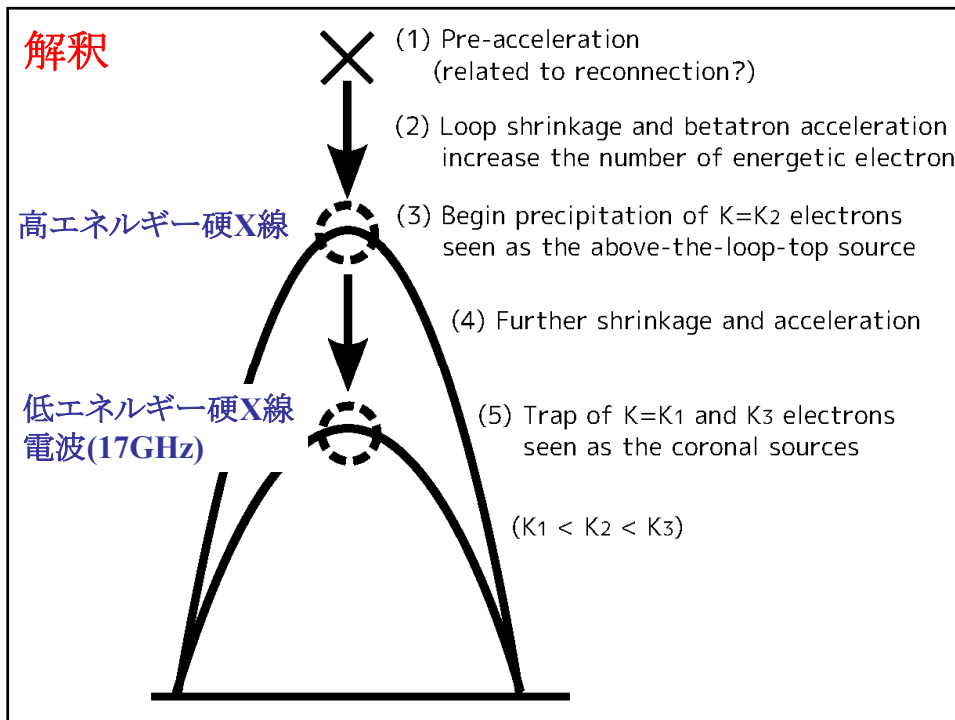 解釈
(1) Pre-acceleration
(related to reconnection?)
(2) Loop shrinkage and betatron acceleration
increase the number of energetic electron
高エネルギー硬X線
(3) Begin precipitation of K=K2 electrons
seen as the above-the-loop-top source
(4) Further shrinkage and acceleration
低エネルギー硬X線
電波(17GHz)
(5) Trap of K=K1 and K3 electrons
seen as the coronal sources
(K1 < K2 < K3)